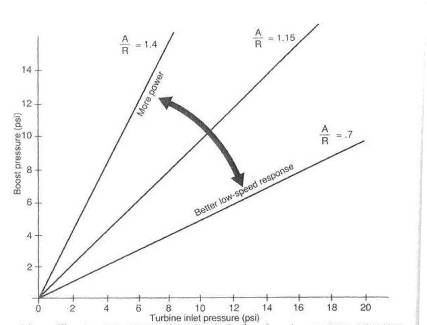 A/R = 1.4
A/R = 1.15
A/R = .7
More power
Better low-speed response
Boost pressure (psi)
14
12
10
8
6
4
2
0 2 4 6 8 10 12 14 16 18 20
Turbine inlet pressure (psi)